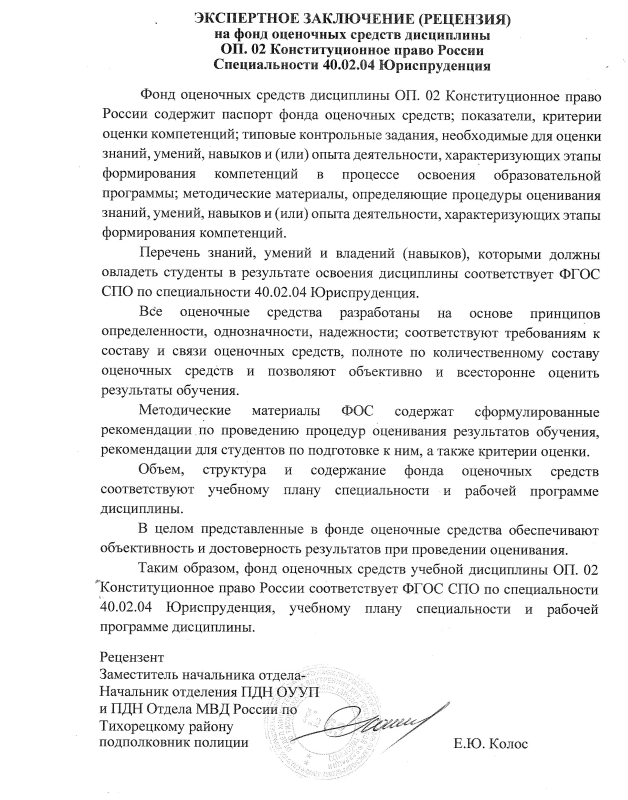 ЭКСПЕРТНОЕ ЗАКЛЮЧЕНИЕ (РЕЦЕНЗИЯ)
на фонд оценочных средств дисциплины
ОП. 02 Конституционное право России
Специальности 40.02.04 Юриспруденция
Фонд оценочных средств дисциплины ОП. 02 Конституционное право
России содержит паспорт фонда оценочных средств; показатели, критерии
оценки компетенций; типовые контрольные задания, необходимые для оценки
знаний, умений, навыков и (или) опыта деятельности, характеризующих этапы
формирования компетенций в процессе освоения образовательной
программы; методические материалы, определяющие процедуры оценивания
знаний, умений, навыков и (или) опыта деятельности, характеризующих этапы
формирования компетенций.
Перечень знаний, умений и владений (навыков), которыми должны
овладеть студенты в результате освоения дисциплины соответствует ФГОС
СПО по специальности 40.02.04 Юриспруденция.
Все оценочные средства разработаны на основе принципов
определенности, однозначности, надежности; соответствуют требованиям к
составу и связи оценочных средств, полноте по количественному составу
оценочных средств и позволяют объективно и всесторонне оценить
результаты обучения.
Методические материалы ФОС содержат сформулированные
рекомендации по проведению процедур оценивания результатов обучения,
рекомендации для студентов по подготовке к ним, а также критерии оценки.
Объем, структура и содержание фонда оценочных средств
соответствуют учебному плану специальности и рабочей программе
дисциплины.
В целом представленные в фонде оценочные средства обеспечивают
объективность и достоверность результатов при проведении оценивания.
Таким образом, фонд оценочных средств учебной дисциплины ОП. 02
Конституционное право России соответствует ФГОС СПО по специальности
40.02.04 Юриспруденция, учебному плану специальности и рабочей
программе дисциплины.
Рецензент
Заместитель начальника отдела-
Начальник отделения ПДН ОУУП
и ПДН Отдела МВД России по
Тихорецкому району
подполковник полиции Е.Ю. Колос